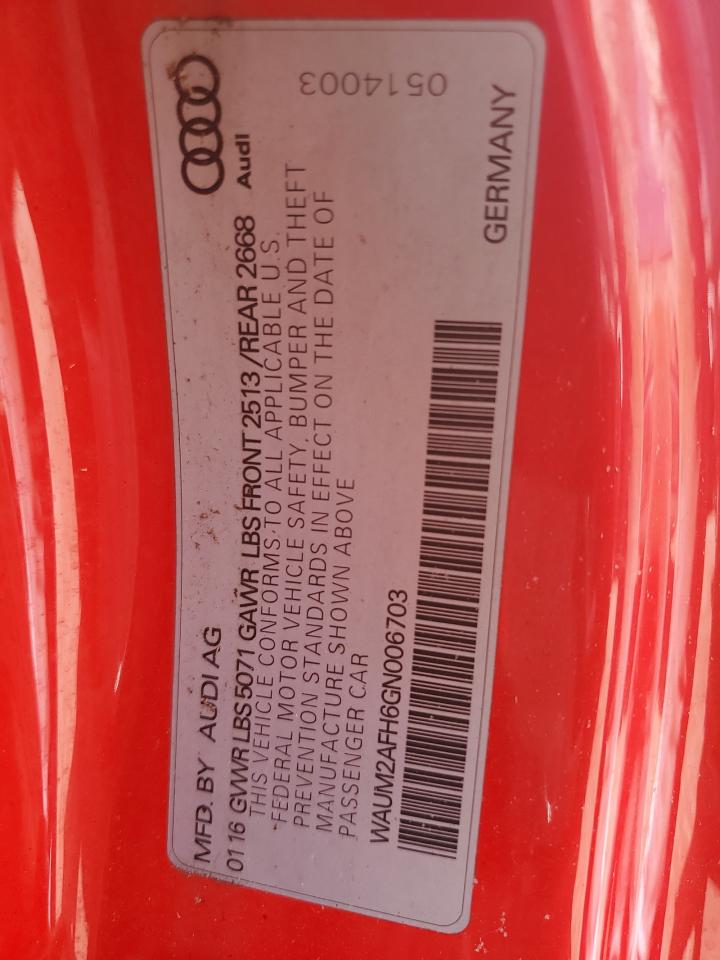 MFD. BY AUDI AG
Audi
01 16 GVWR LBS 5071 GAWR LBS FRONT 2513 /REAR 2668
THIS VEHICLE CONFORMS TO ALL APPLICABLE U.S.
FEDERAL MOTOR VEHICLE SAFETY, BUMPER AND THEFT
PREVENTION STANDARDS IN EFFECT ON THE DATE OF
MANUFACTURE SHOWN ABOVE
PASSENGER CAR
WAUM2AFH6GN006703
0514003
GERMANY